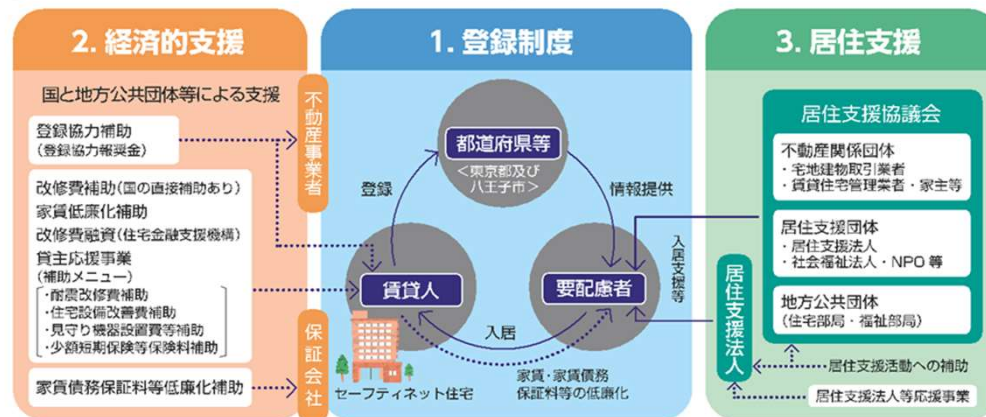 2. 経済的支援
国と地方公共団体等による支援
登録協力補助
(登録協力報奨金)
改修費補助(国の直接補助あり)
家賃低廉化補助
改修費融資(住宅金融支援機構)
貸主応援事業
(補助メニュー)
・耐震改修費補助
・住宅設備改善費補助
・見守り機器設置費等補助
・少額短期保険等保険料補助
家賃債務保証料等低廉化補助
不動産事業者
保証会社
1. 登録制度
都道府県等
<東京都及び
八王子市>
登録
情報提供
賃貸人
要配慮者
入居
セーフティネット住宅
家賃・家賃債務
保証料等の低廉化
入居支援等
3. 居住支援
居住支援協議会
不動産関係団体
・宅地建物取引業者
・賃貸住宅管理業者・家主等
居住支援団体
・居住支援法人
・社会福祉法人・NPO 等
地方公共団体
(住宅部局・福祉部局)
居住支援法人
居住支援活動への補助
居住支援法人等応援事業